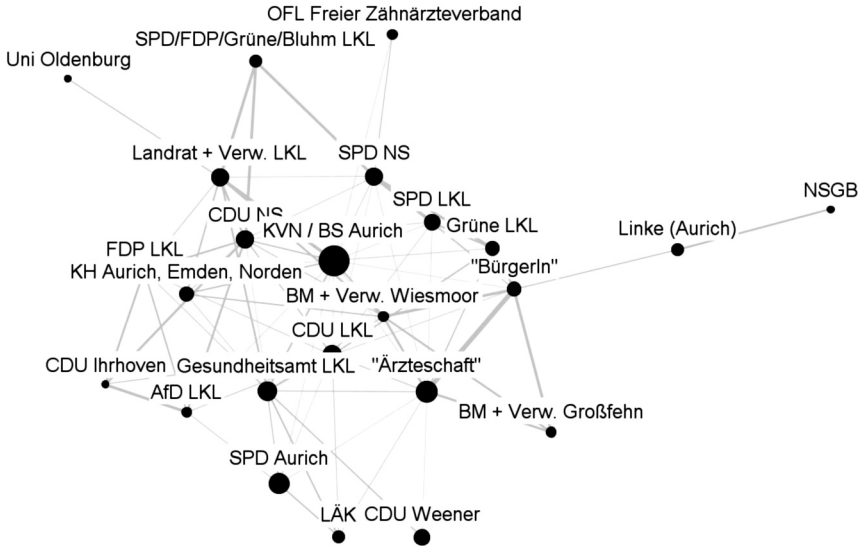 OFL Freier Zähnärzteverband
SPD/FDP/Grüne/Bluhm LKL
Uni Oldenburg
Landrat + Verw. LKL
SPD NS
NSGB
SPD LKL
CDU NS
Grüne LKL
Linke (Aurich)
KVN / BS Aurich
FDP LKL
"BürgerIn"
KH Aurich, Emden, Norden
BM + Verw. Wiesmoor
CDU LKL
CDU Ihrhoven
Gesundheitsamt LKL
"Ärzteschaft"
AfD LKL
BM + Verw. Großfehn
SPD Aurich
LÄK
CDU Weener